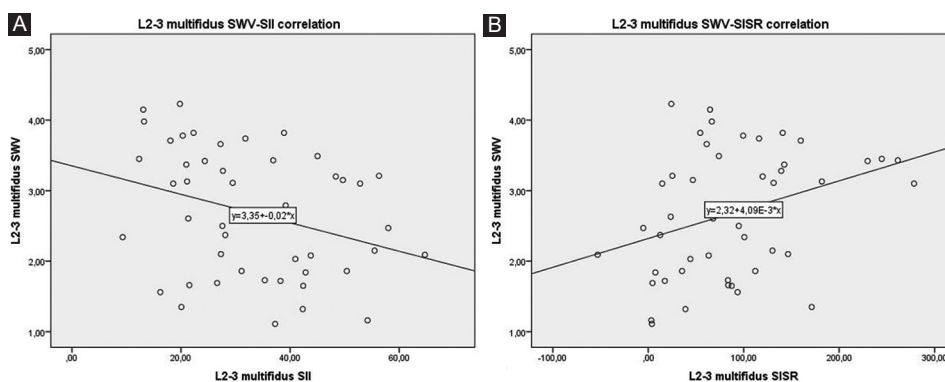 A
L2-3 multifidus SWV-SII correlation
L2-3 multifidus SWV
5,00
4,00
3,00
2,00
1,00
y=3,35+-0,02*x
,00
20,00
40,00
60,00
L2-3 multifidus SII
B
L2-3 multifidus SWV-SISR correlation
L2-3 multifidus SWV
5,00
4,00
3,00
2,00
1,00
y=2,32+4,09E-3*x
-100,00
,00
100,00
200,00
300,00
L2-3 multifidus SISR